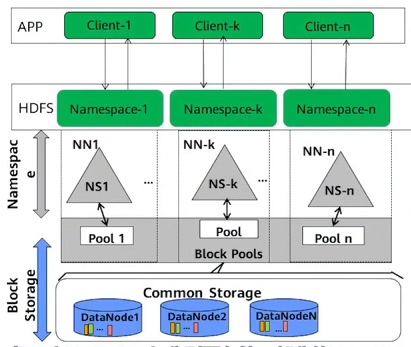 APP
Client-1
Client-k
Client-n
HDFS
Namespace-1
Namespace-k
Namespace-n
Namespac
e
NN1
NN-k
NN-n
NS1
...
NS-k
...
NS-n
Pool 1
Pool
Pool n
Block Pools
Block
Storage
Common Storage
DataNode1
DataNode2
DataNodeN
...
...
...